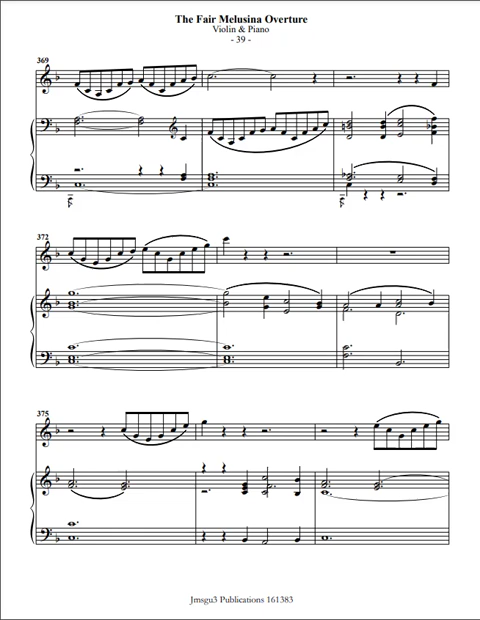 The Fair Melusina Overture
Violin & Piano
- 39 -
369
372
375
Jmsgu3 Publications 161383